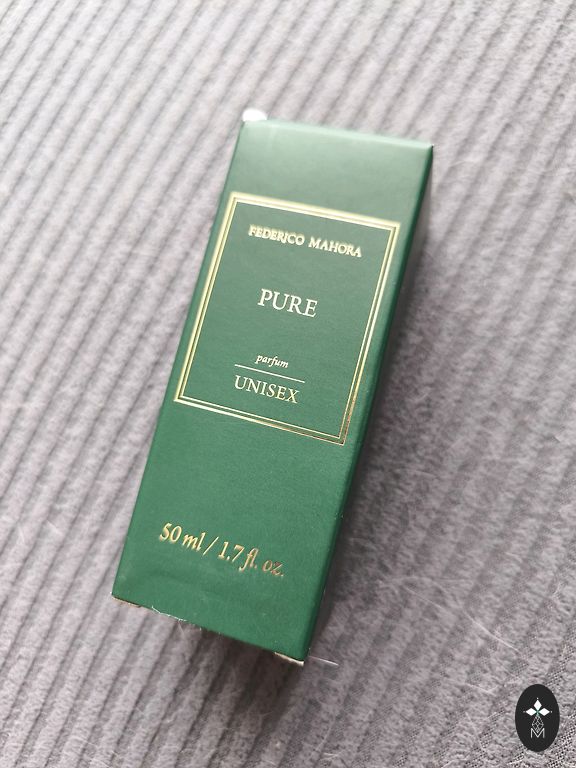 FEDERICO MAHORA
PURE
parfum
UNISEX
50 ml / 1.7 fl. oz.
M